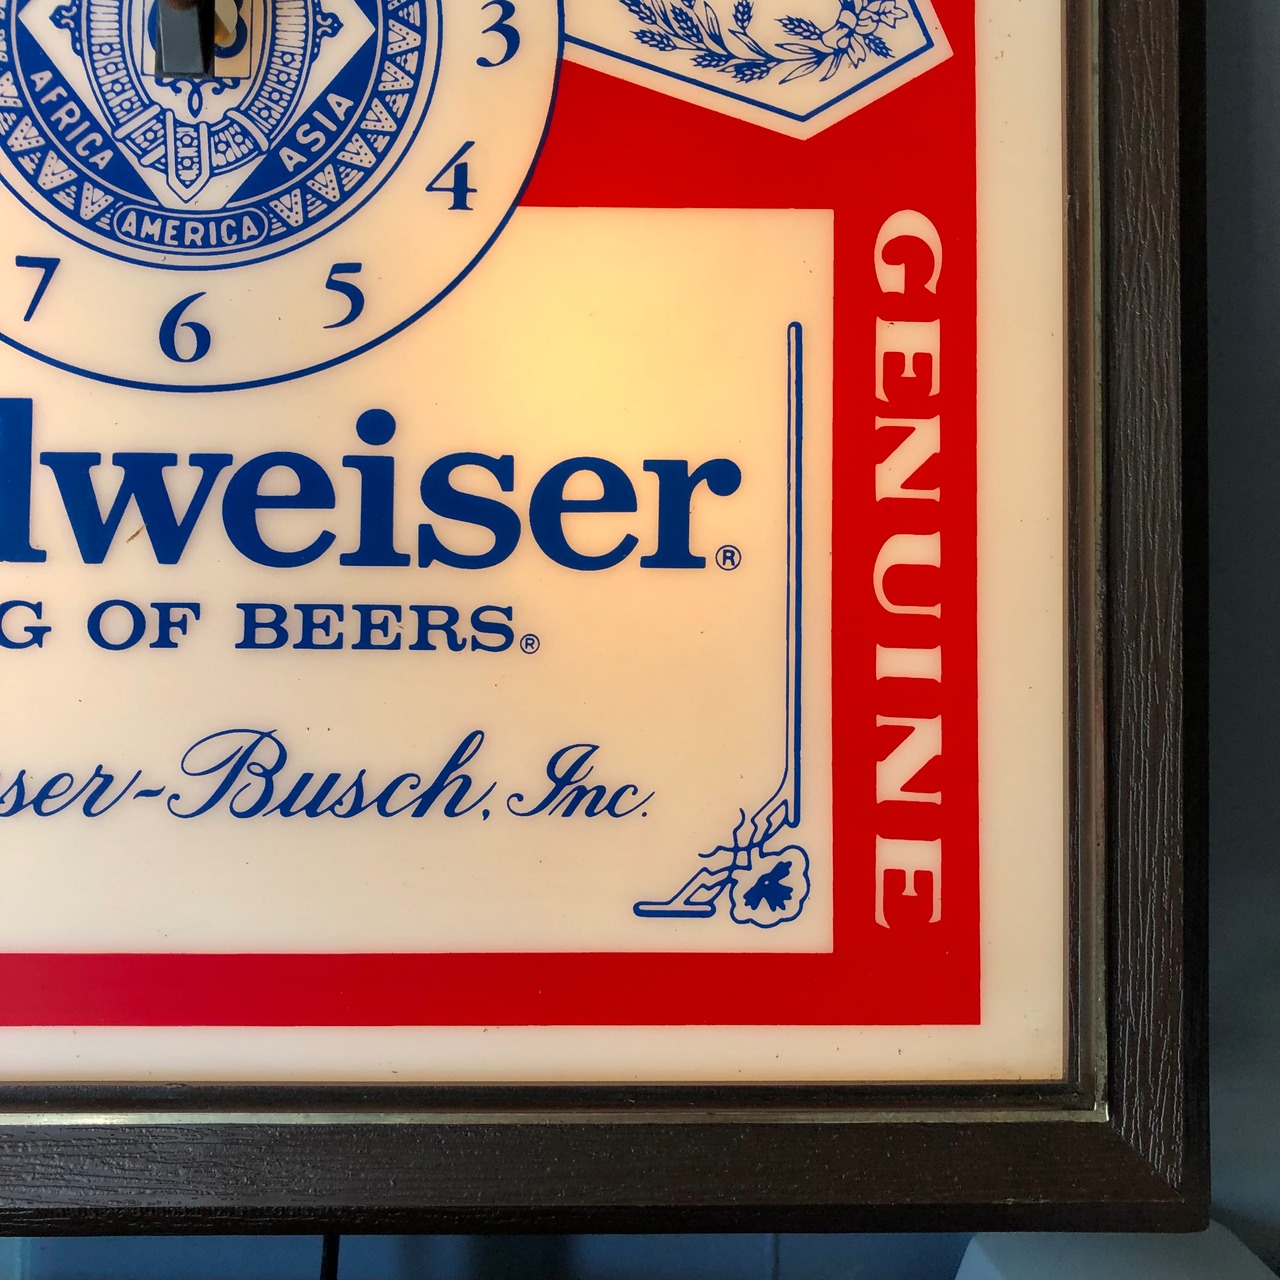 3
4
5
6
7
AFRICA
ASIA
AMERICA
dweiser®
G OF BEERS®
ser-Busch, Inc.
GENUINE